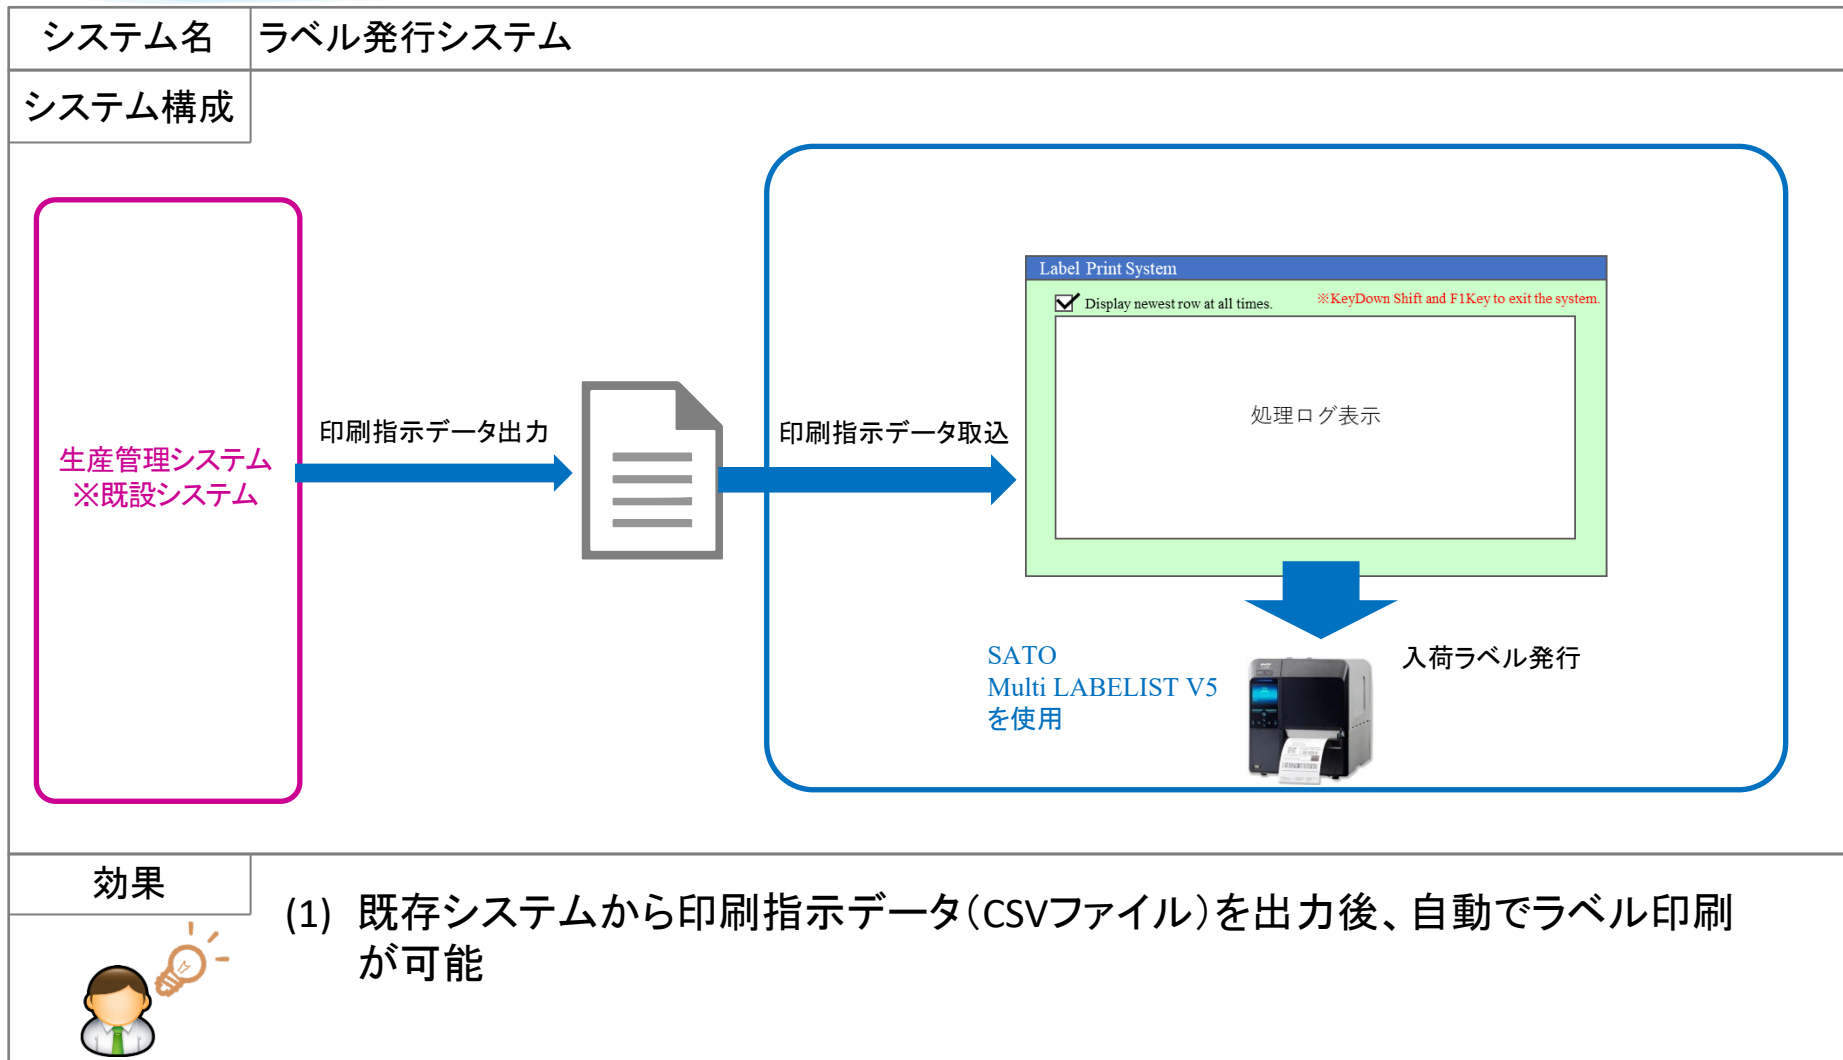 システム名
ラベル発行システム
システム構成
生産管理システム
※既設システム
印刷指示データ出力
印刷指示データ取込
Label Print System
Display newest row at all times.
※KeyDown Shift and F1Key to exit the system.
処理ログ表示
SATO
Multi LABELIST V5
を使用
入荷ラベル発行
効果
(1) 既存システムから印刷指示データ（CSVファイル）を出力後、自動でラベル印刷
が可能